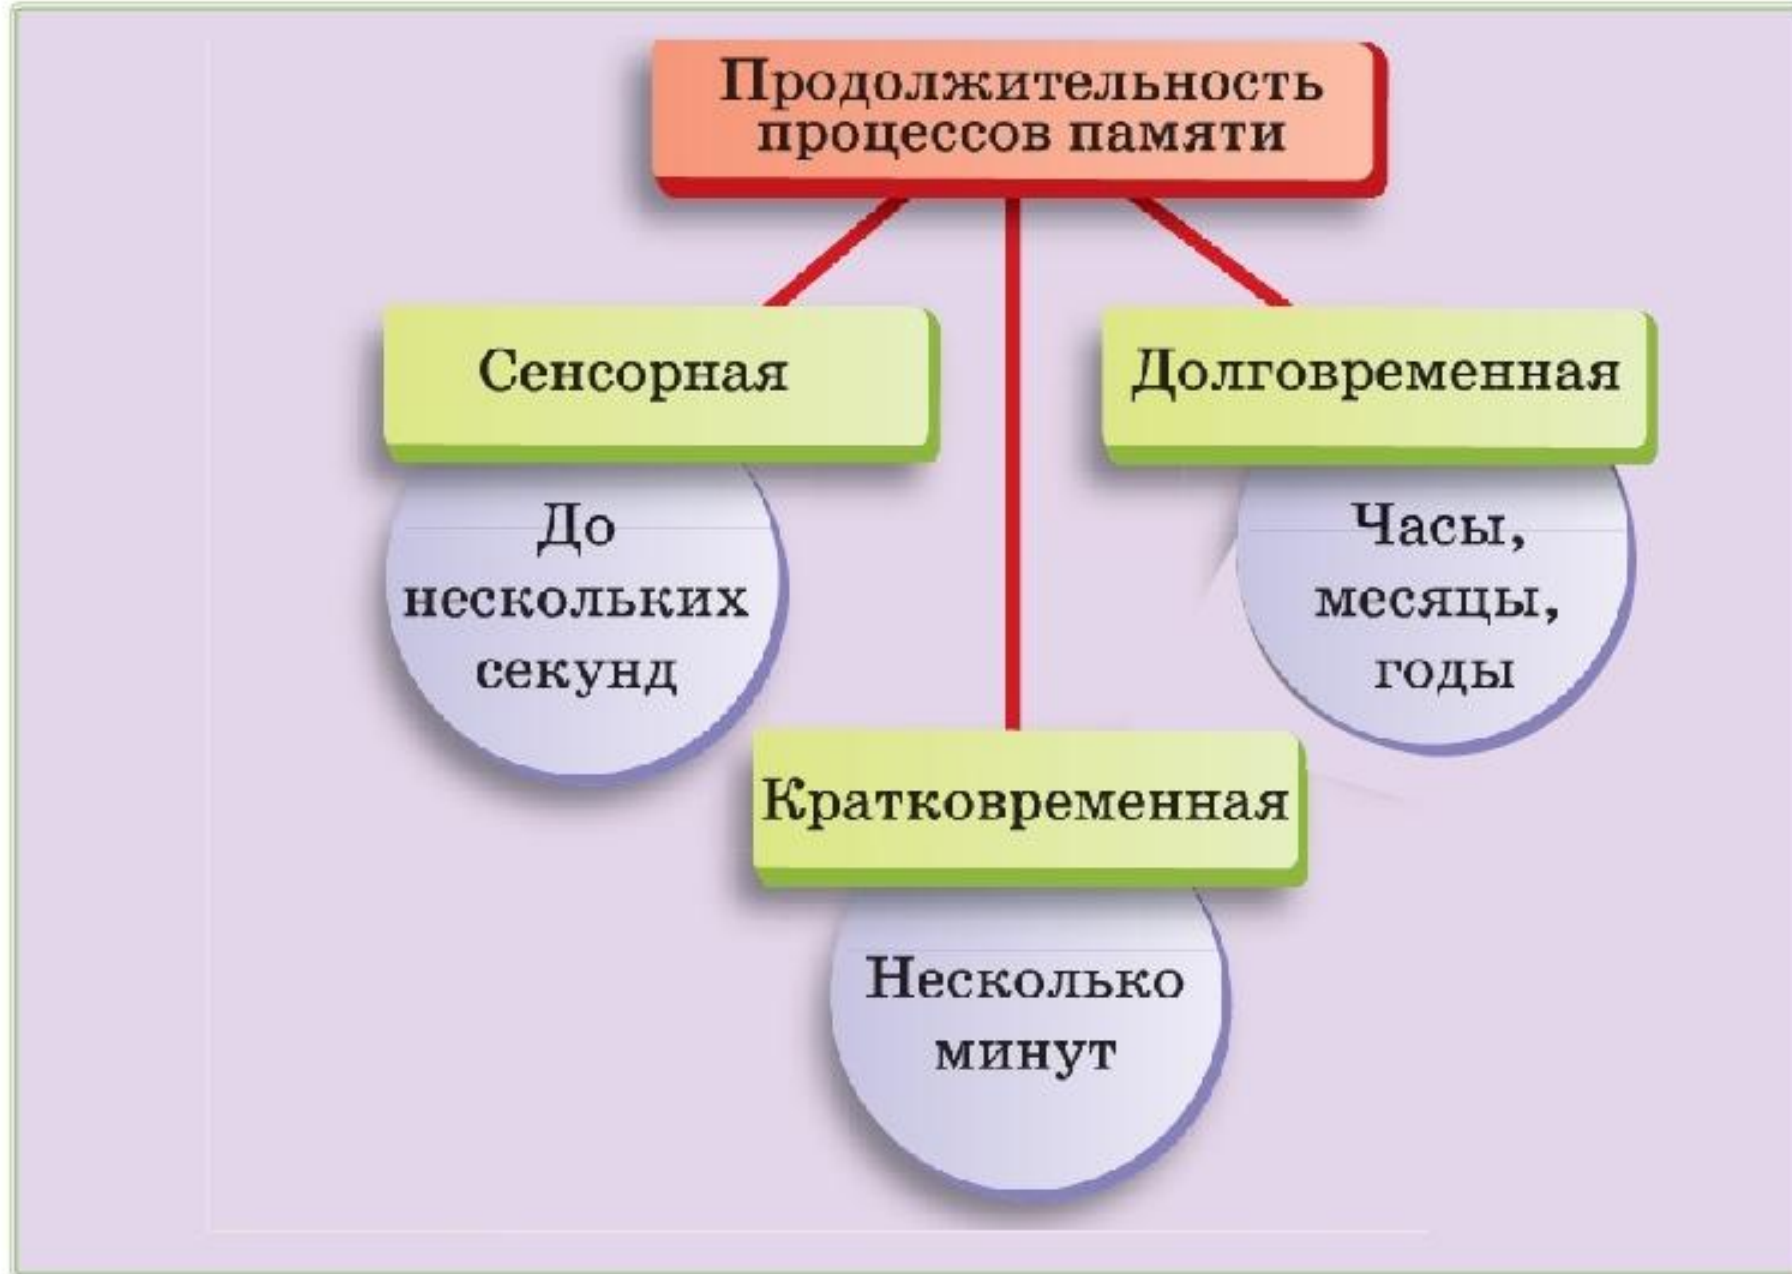 Продолжительность
процессов памяти
Сенсорная
До
нескольких
секунд
Долговременная
Часы,
месяцы,
годы
Кратковременная
Несколько
минут